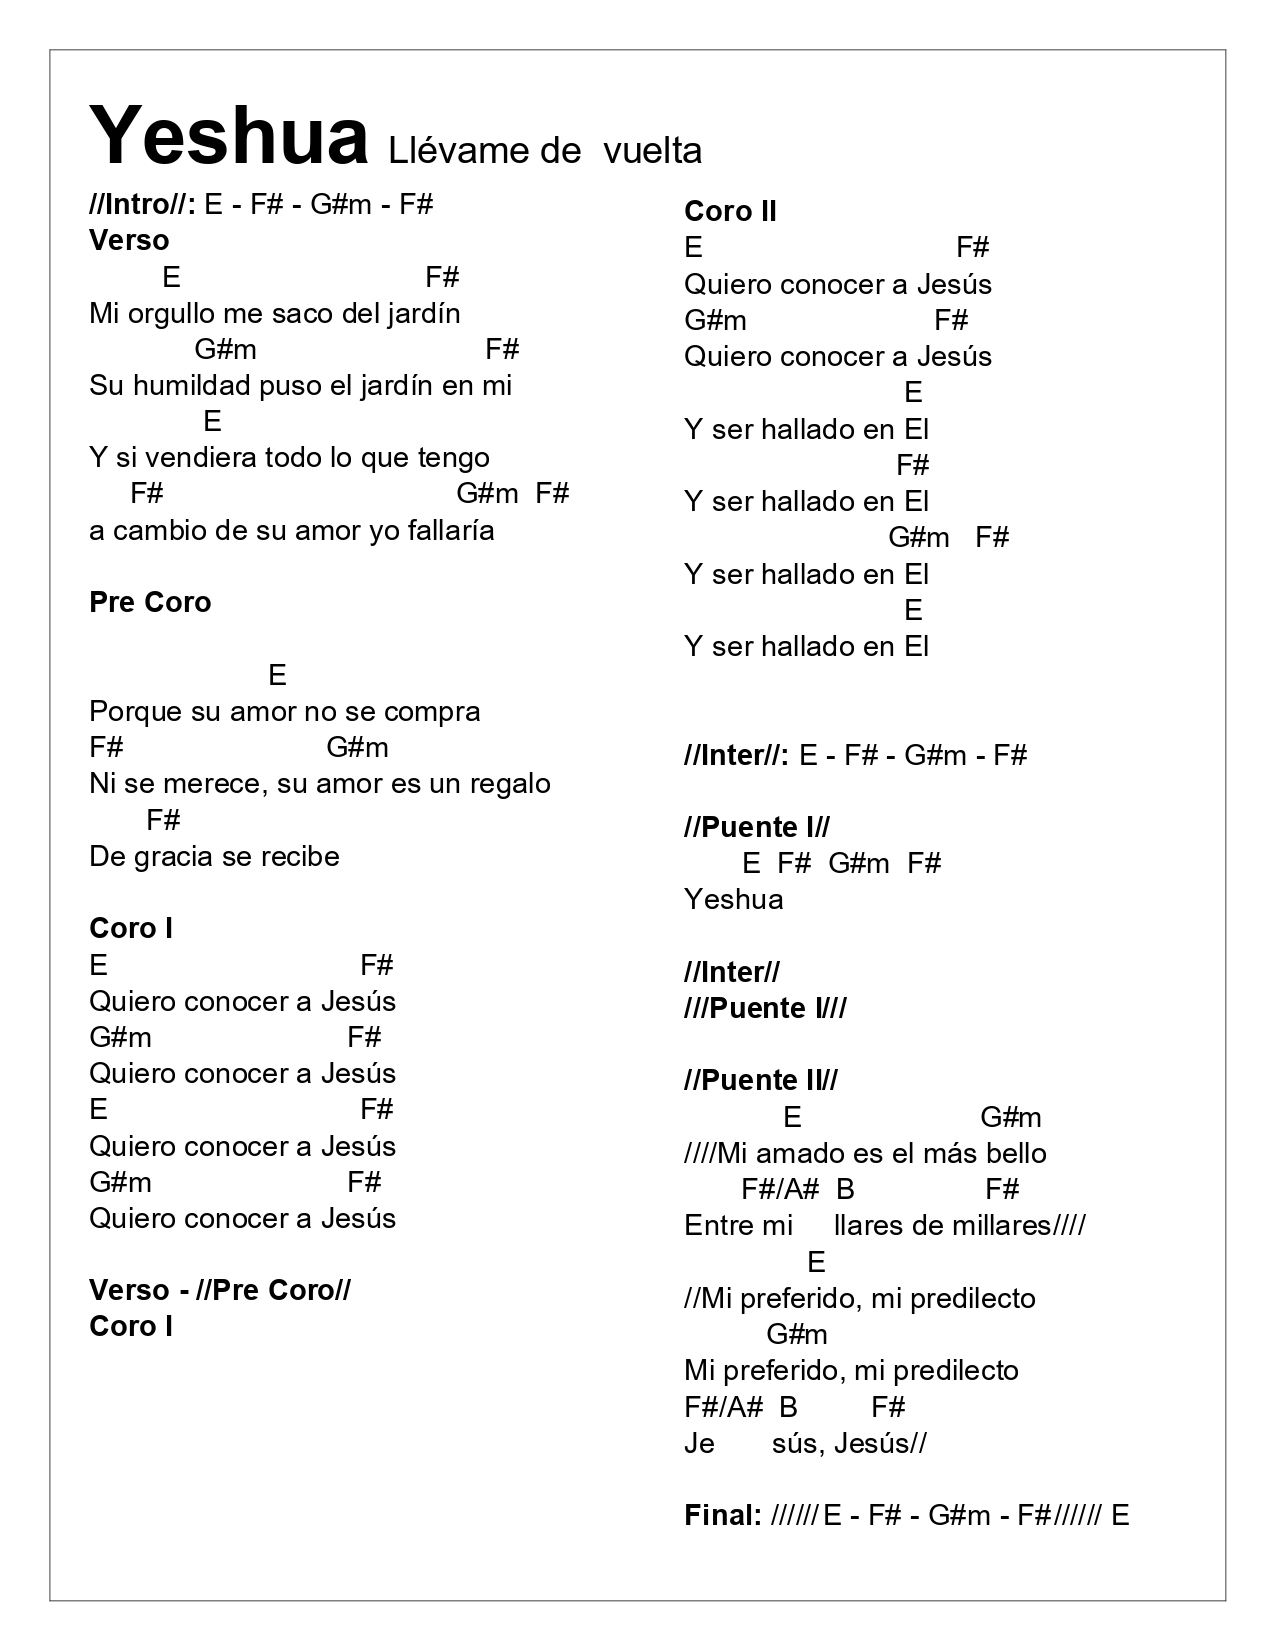 Yeshua Llévame de  vuelta
//Intro//: E - F# - G#m - F#
Verso
E F#
Mi orgullo me saco del jardín
G#m F#
Su humildad puso el jardín en mi
E
Y si vendiera todo lo que tengo
F# G#m F#
a cambio de su amor yo fallaría
Pre Coro
E
Porque su amor no se compra
F# G#m
Ni se merece, su amor es un regalo
F#
De gracia se recibe
Coro I
E F#
Quiero conocer a Jesús
G#m F#
Quiero conocer a Jesús
E F#
Quiero conocer a Jesús
G#m F#
Quiero conocer a Jesús
Verso - //Pre Coro//
Coro I
Coro II
E F#
Quiero conocer a Jesús
G#m F#
Quiero conocer a Jesús
E
Y ser hallado en El
F#
Y ser hallado en El
G#m F#
Y ser hallado en El
E
Y ser hallado en El
//Inter//: E - F# - G#m - F#
//Puente I//
E F# G#m F#
Yeshua
//Inter//
///Puente I///
//Puente II//
E G#m
////Mi amado es el más bello
F#/A# B F#
Entre mi llares de millares////
E
//Mi preferido, mi predilecto
G#m
Mi preferido, mi predilecto
F#/A# B F#
Je sús, Jesús//
Final: //////E - F# - G#m - F#////// E